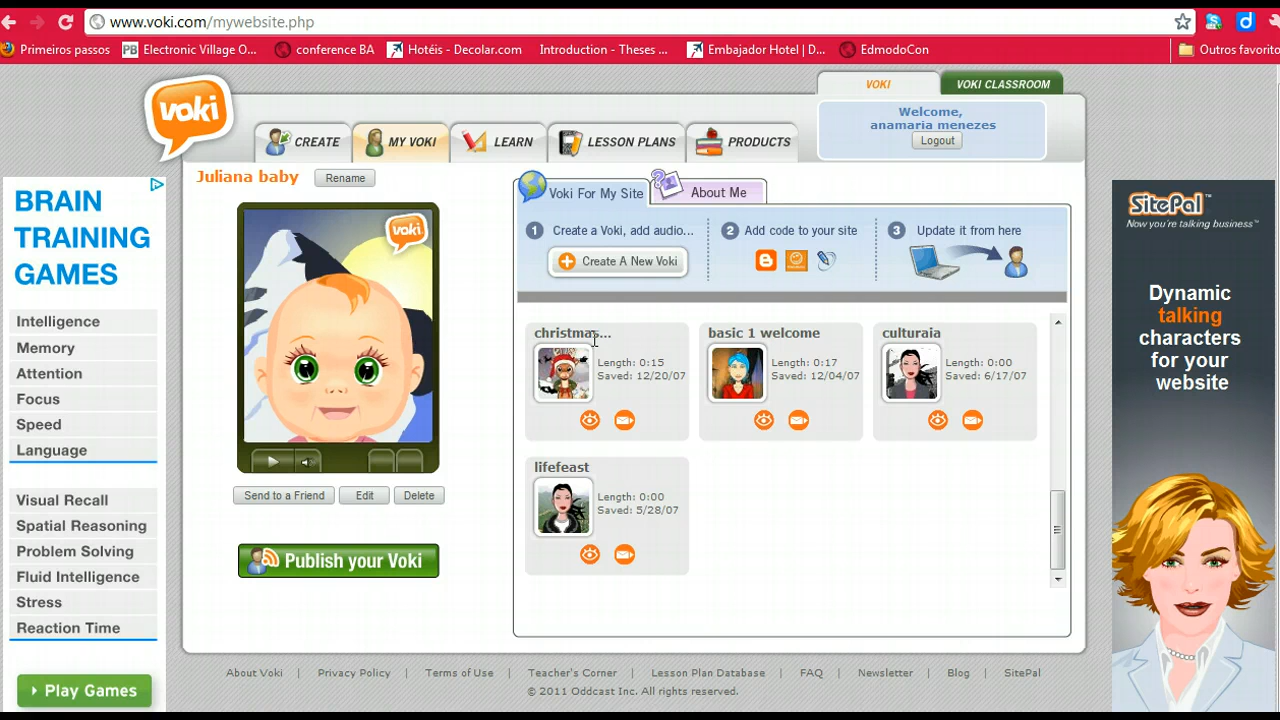 www.voki.com/mywebsite.php
Primeiros passos
Electronic Village O...
conference BA
Hotéis - Decolar.com
Introduction - Theses ...
Embajador Hotel | D...
EdmodoCon
Outros favorito
voki
CREATE
MY VOKI
LEARN
LESSON PLANS
PRODUCTS
VOKI
VOKI CLASSROOM
Welcome,
anamaria menezes
Logout
BRAIN
TRAINING
GAMES
Intelligence
Memory
Attention
Focus
Speed
Language
Visual Recall
Spatial Reasoning
Problem Solving
Fluid Intelligence
Stress
Reaction Time
Play Games
Juliana baby
Rename
voki
Send to a Friend
Edit
Delete
Publish your Voki
Voki For My Site
About Me
1 Create a Voki, add audio...
Create A New Voki
2 Add code to your site
3 Update it from here
christmas...
Length: 0:15
Saved: 12/20/07
basic 1 welcome
Length: 0:17
Saved: 12/04/07
culturaia
Length: 0:00
Saved: 6/17/07
lifefeast
Length: 0:00
Saved: 5/28/07
SitePal™
Now you're talking business™
Dynamic
talking
characters
for your
website
About Voki | Privacy Policy | Terms of Use | Teacher's Corner | Lesson Plan Database | FAQ | Newsletter | Blog | SitePal
© 2011 Oddcast Inc. All rights reserved.